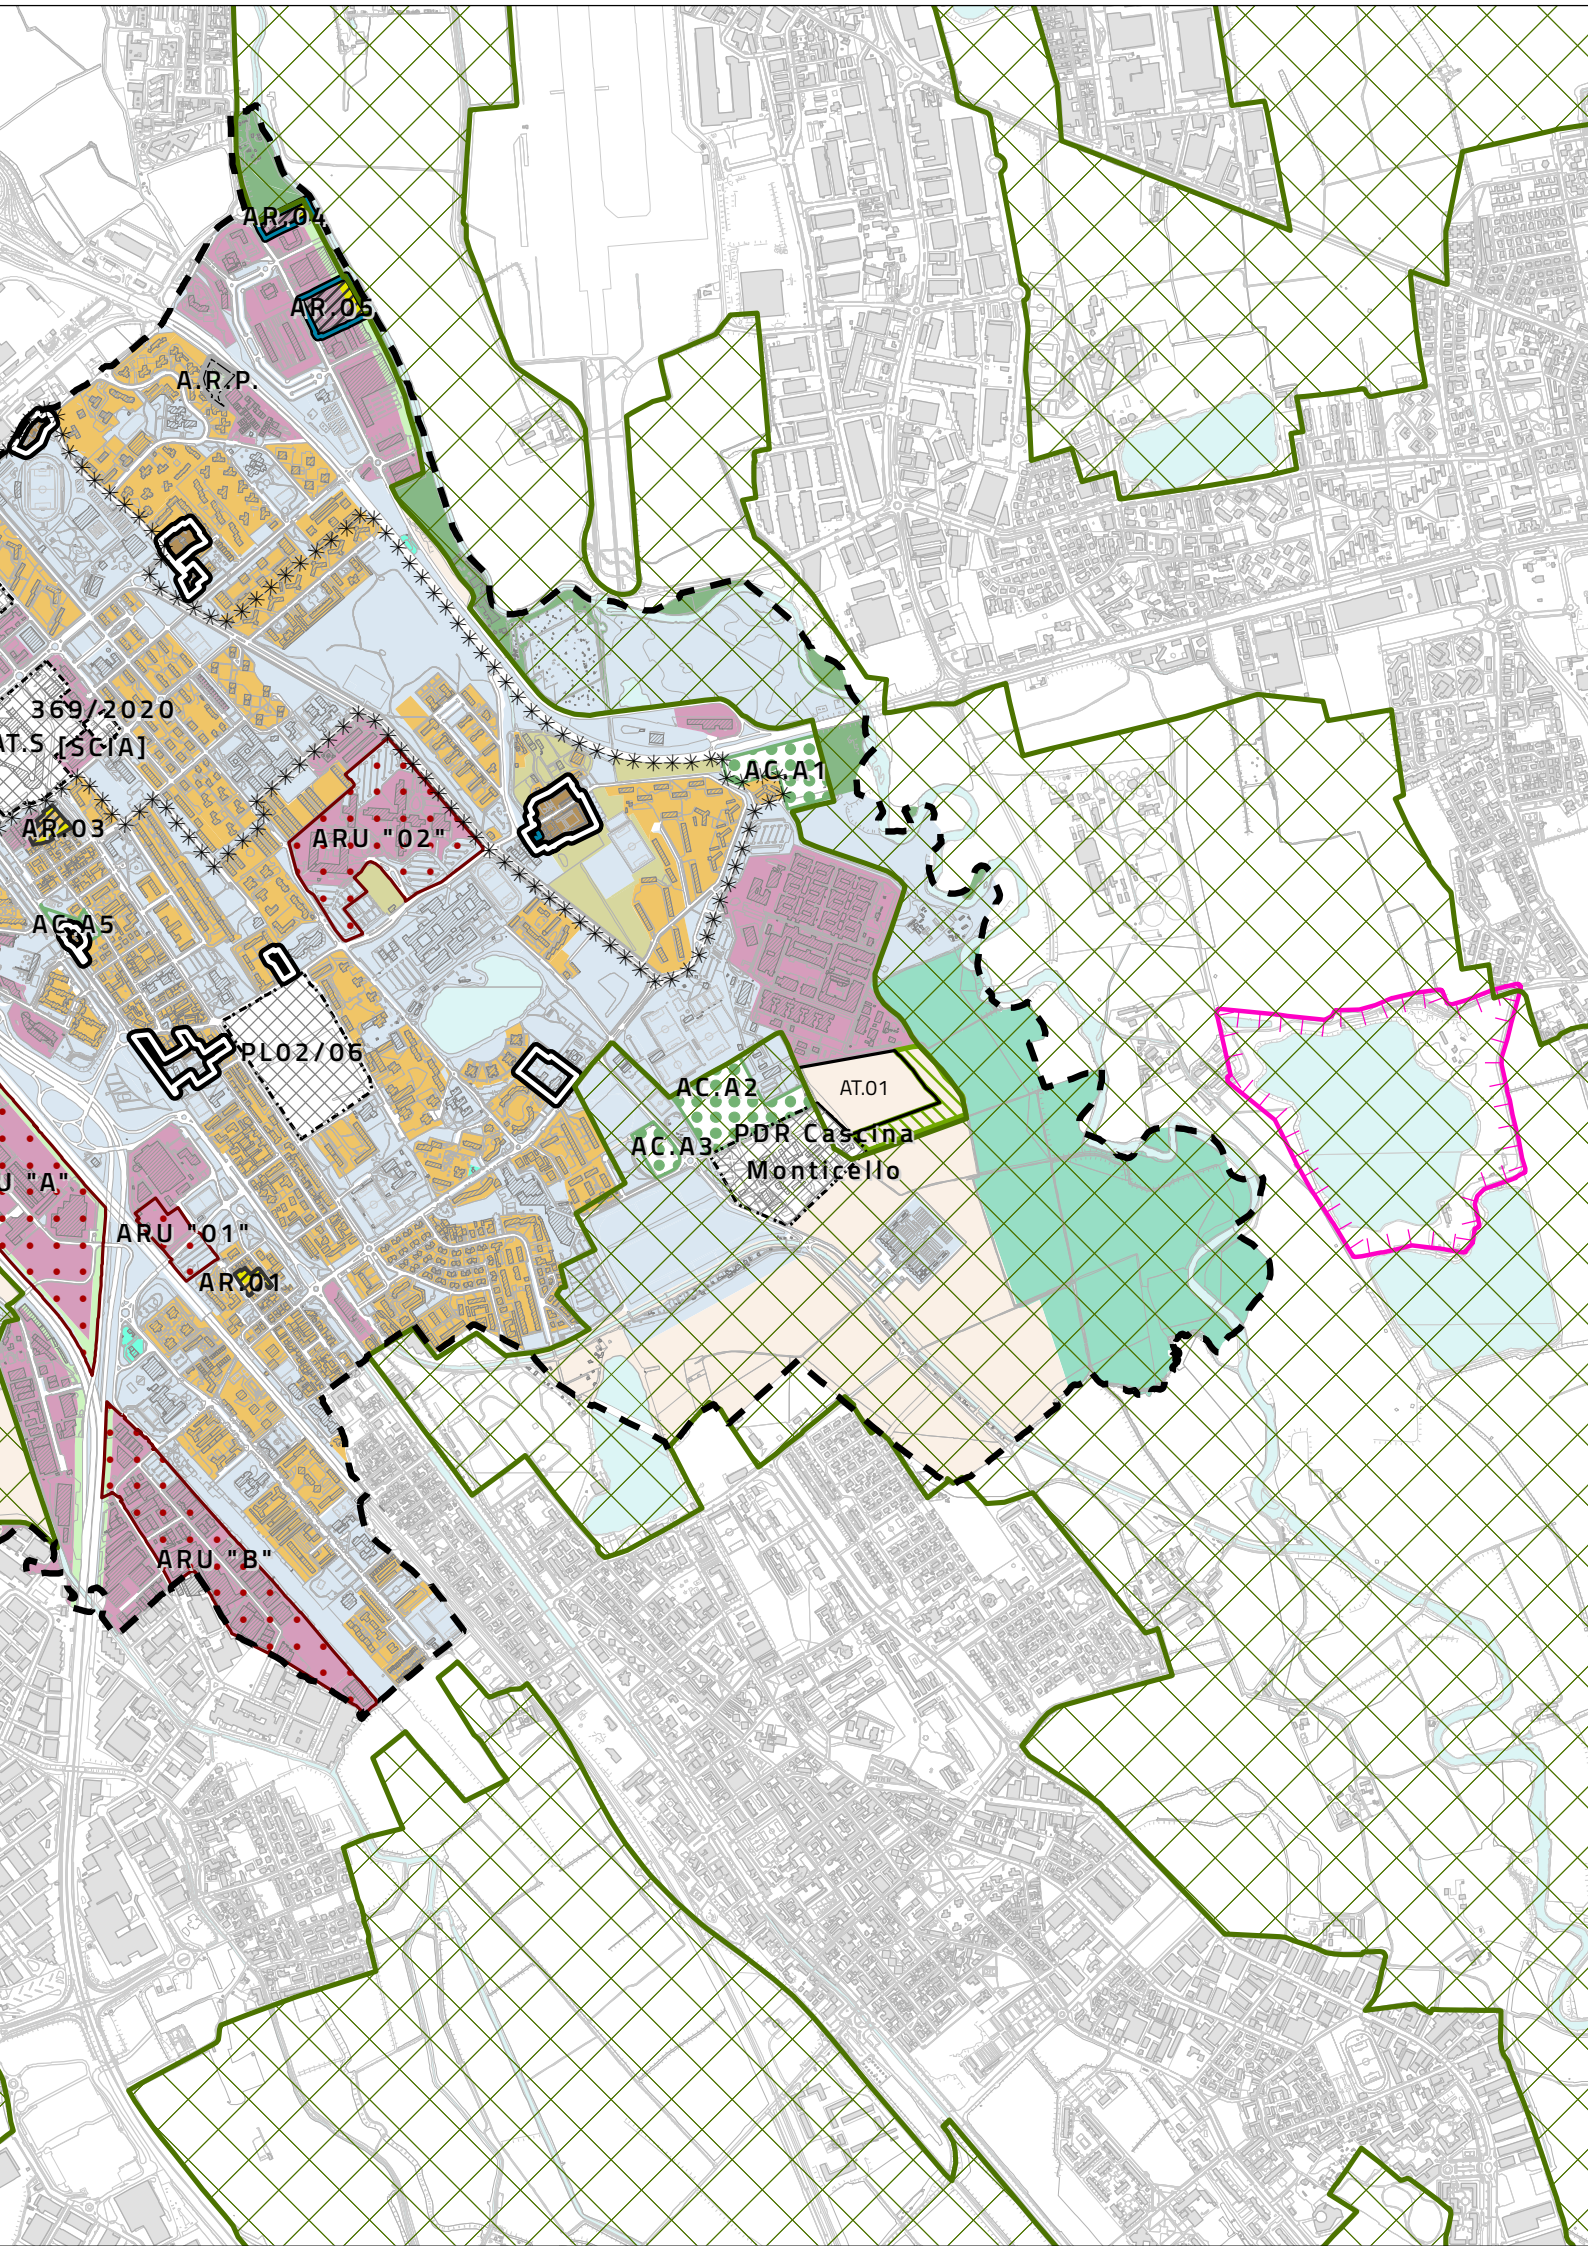 AR.04
AR.05
A.R.P.
369/2020
AT.S [SCIA]
AC.A1
AR.03
ARU "02"
AC.A5
PL02/06
AC.A2
AT.01
AC.A3
PDR Cascina
Monticello
U "A"
ARU "01"
AR.01
ARU "B"